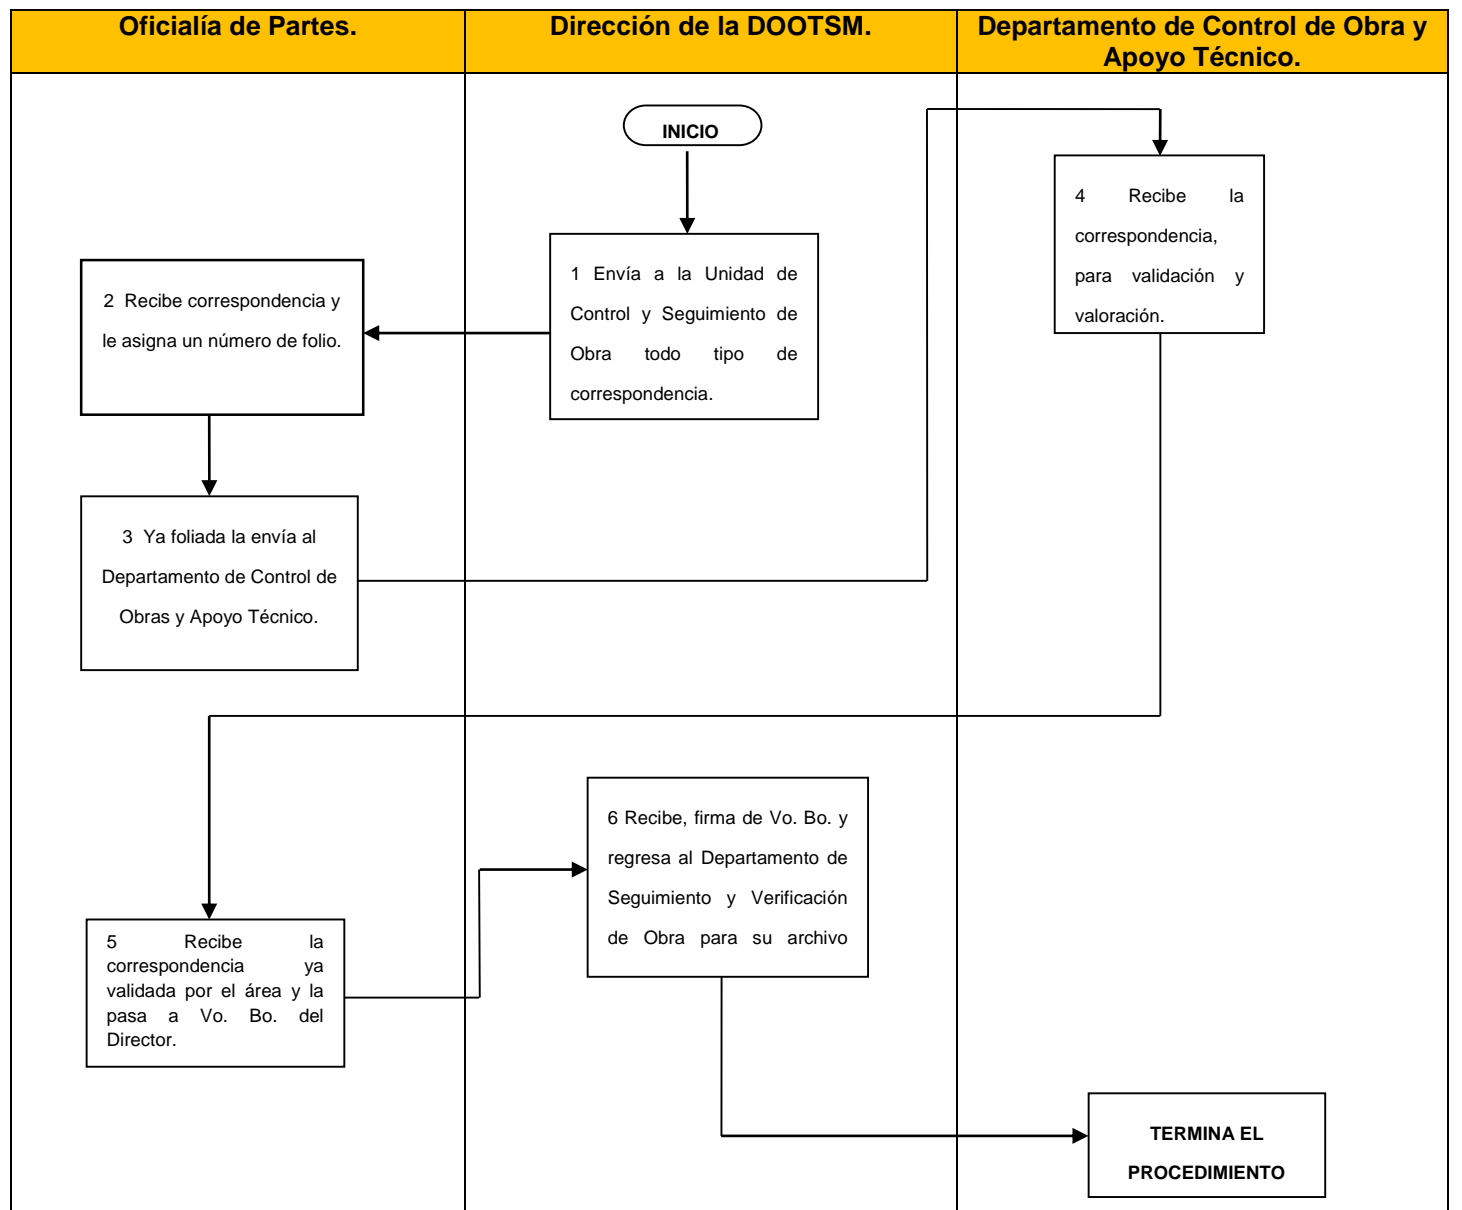 Oficialía de Partes.
Dirección de la DOOTSM.
Departamento de Control de Obra y
Apoyo Técnico.
INICIO
1 Envía a la Unidad de
Control y Seguimiento de
Obra todo tipo de
correspondencia.
2 Recibe correspondencia y
le asigna un número de folio.
3 Ya foliada la envía al
Departamento de Control de
Obras y Apoyo Técnico.
4 Recibe la
correspondencia,
para validación y
valoración.
5 Recibe la
correspondencia ya
validada por el área y la
pasa a Vo. Bo. del
Director.
6 Recibe, firma de Vo. Bo. y
regresa al Departamento de
Seguimiento y Verificación
de Obra para su archivo
TERMINA EL
PROCEDIMIENTO